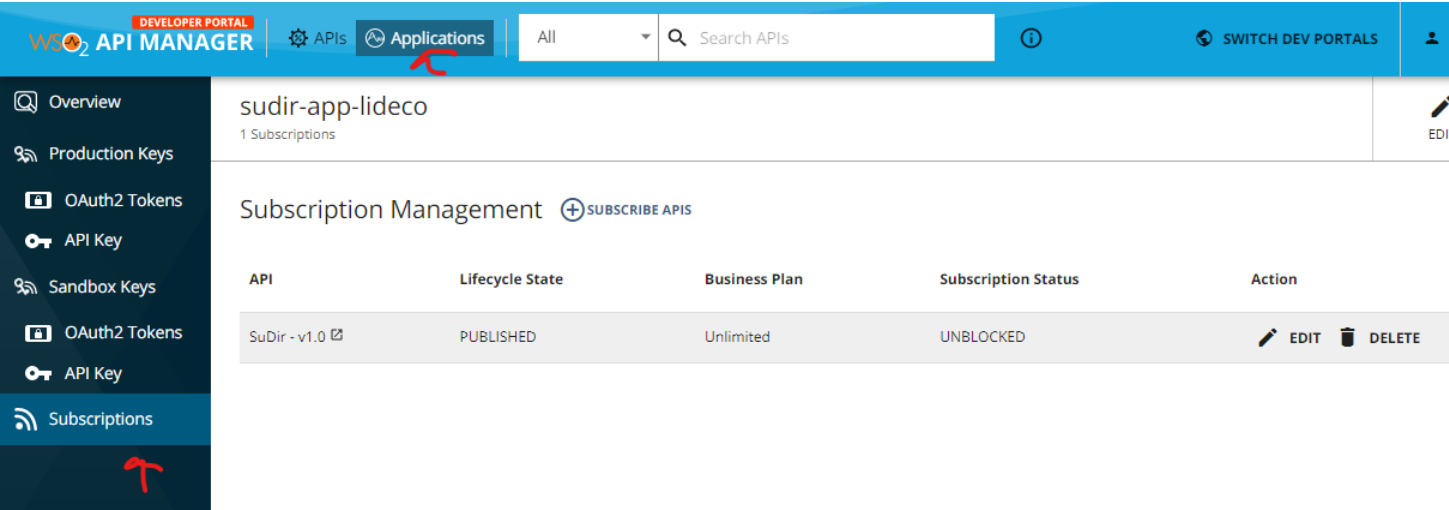 DEVELOPER PORTAL
WSO2 API MANAGER
APIs
Applications
All
Search APIs
SWITCH DEV PORTALS
Overview
Production Keys
OAuth2 Tokens
API Key
Sandbox Keys
OAuth2 Tokens
API Key
Subscriptions
sudir-app-lideco
1 Subscriptions
EDI
Subscription Management
SUBSCRIBE APIS
API Lifecycle State Business Plan Subscription Status Action
SuDir - v1.0 PUBLISHED Unlimited UNBLOCKED EDIT DELETE